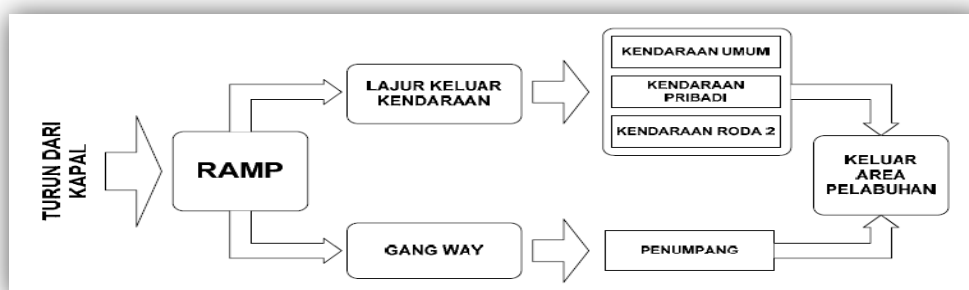 TURUN DARI
KAPAL
RAMP
LAJUR KELUAR
KENDARAAN
KENDARAAN UMUM
KENDARAAN
PRIBADI
KENDARAAN RODA 2
GANG WAY
PENUMPANG
KELUAR
AREA
PELABUHAN